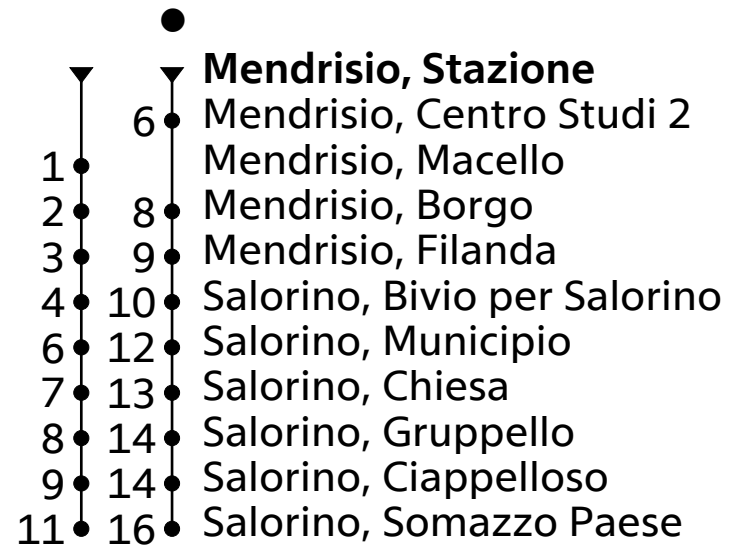 Mendrisio, Stazione
6 Mendrisio, Centro Studi 2
1 Mendrisio, Macello
2 8 Mendrisio, Borgo
3 9 Mendrisio, Filanda
4 10 Salorino, Bivio per Salorino
6 12 Salorino, Municipio
7 13 Salorino, Chiesa
8 14 Salorino, Gruppello
9 14 Salorino, Ciappelloso
11 16 Salorino, Somazzo Paese